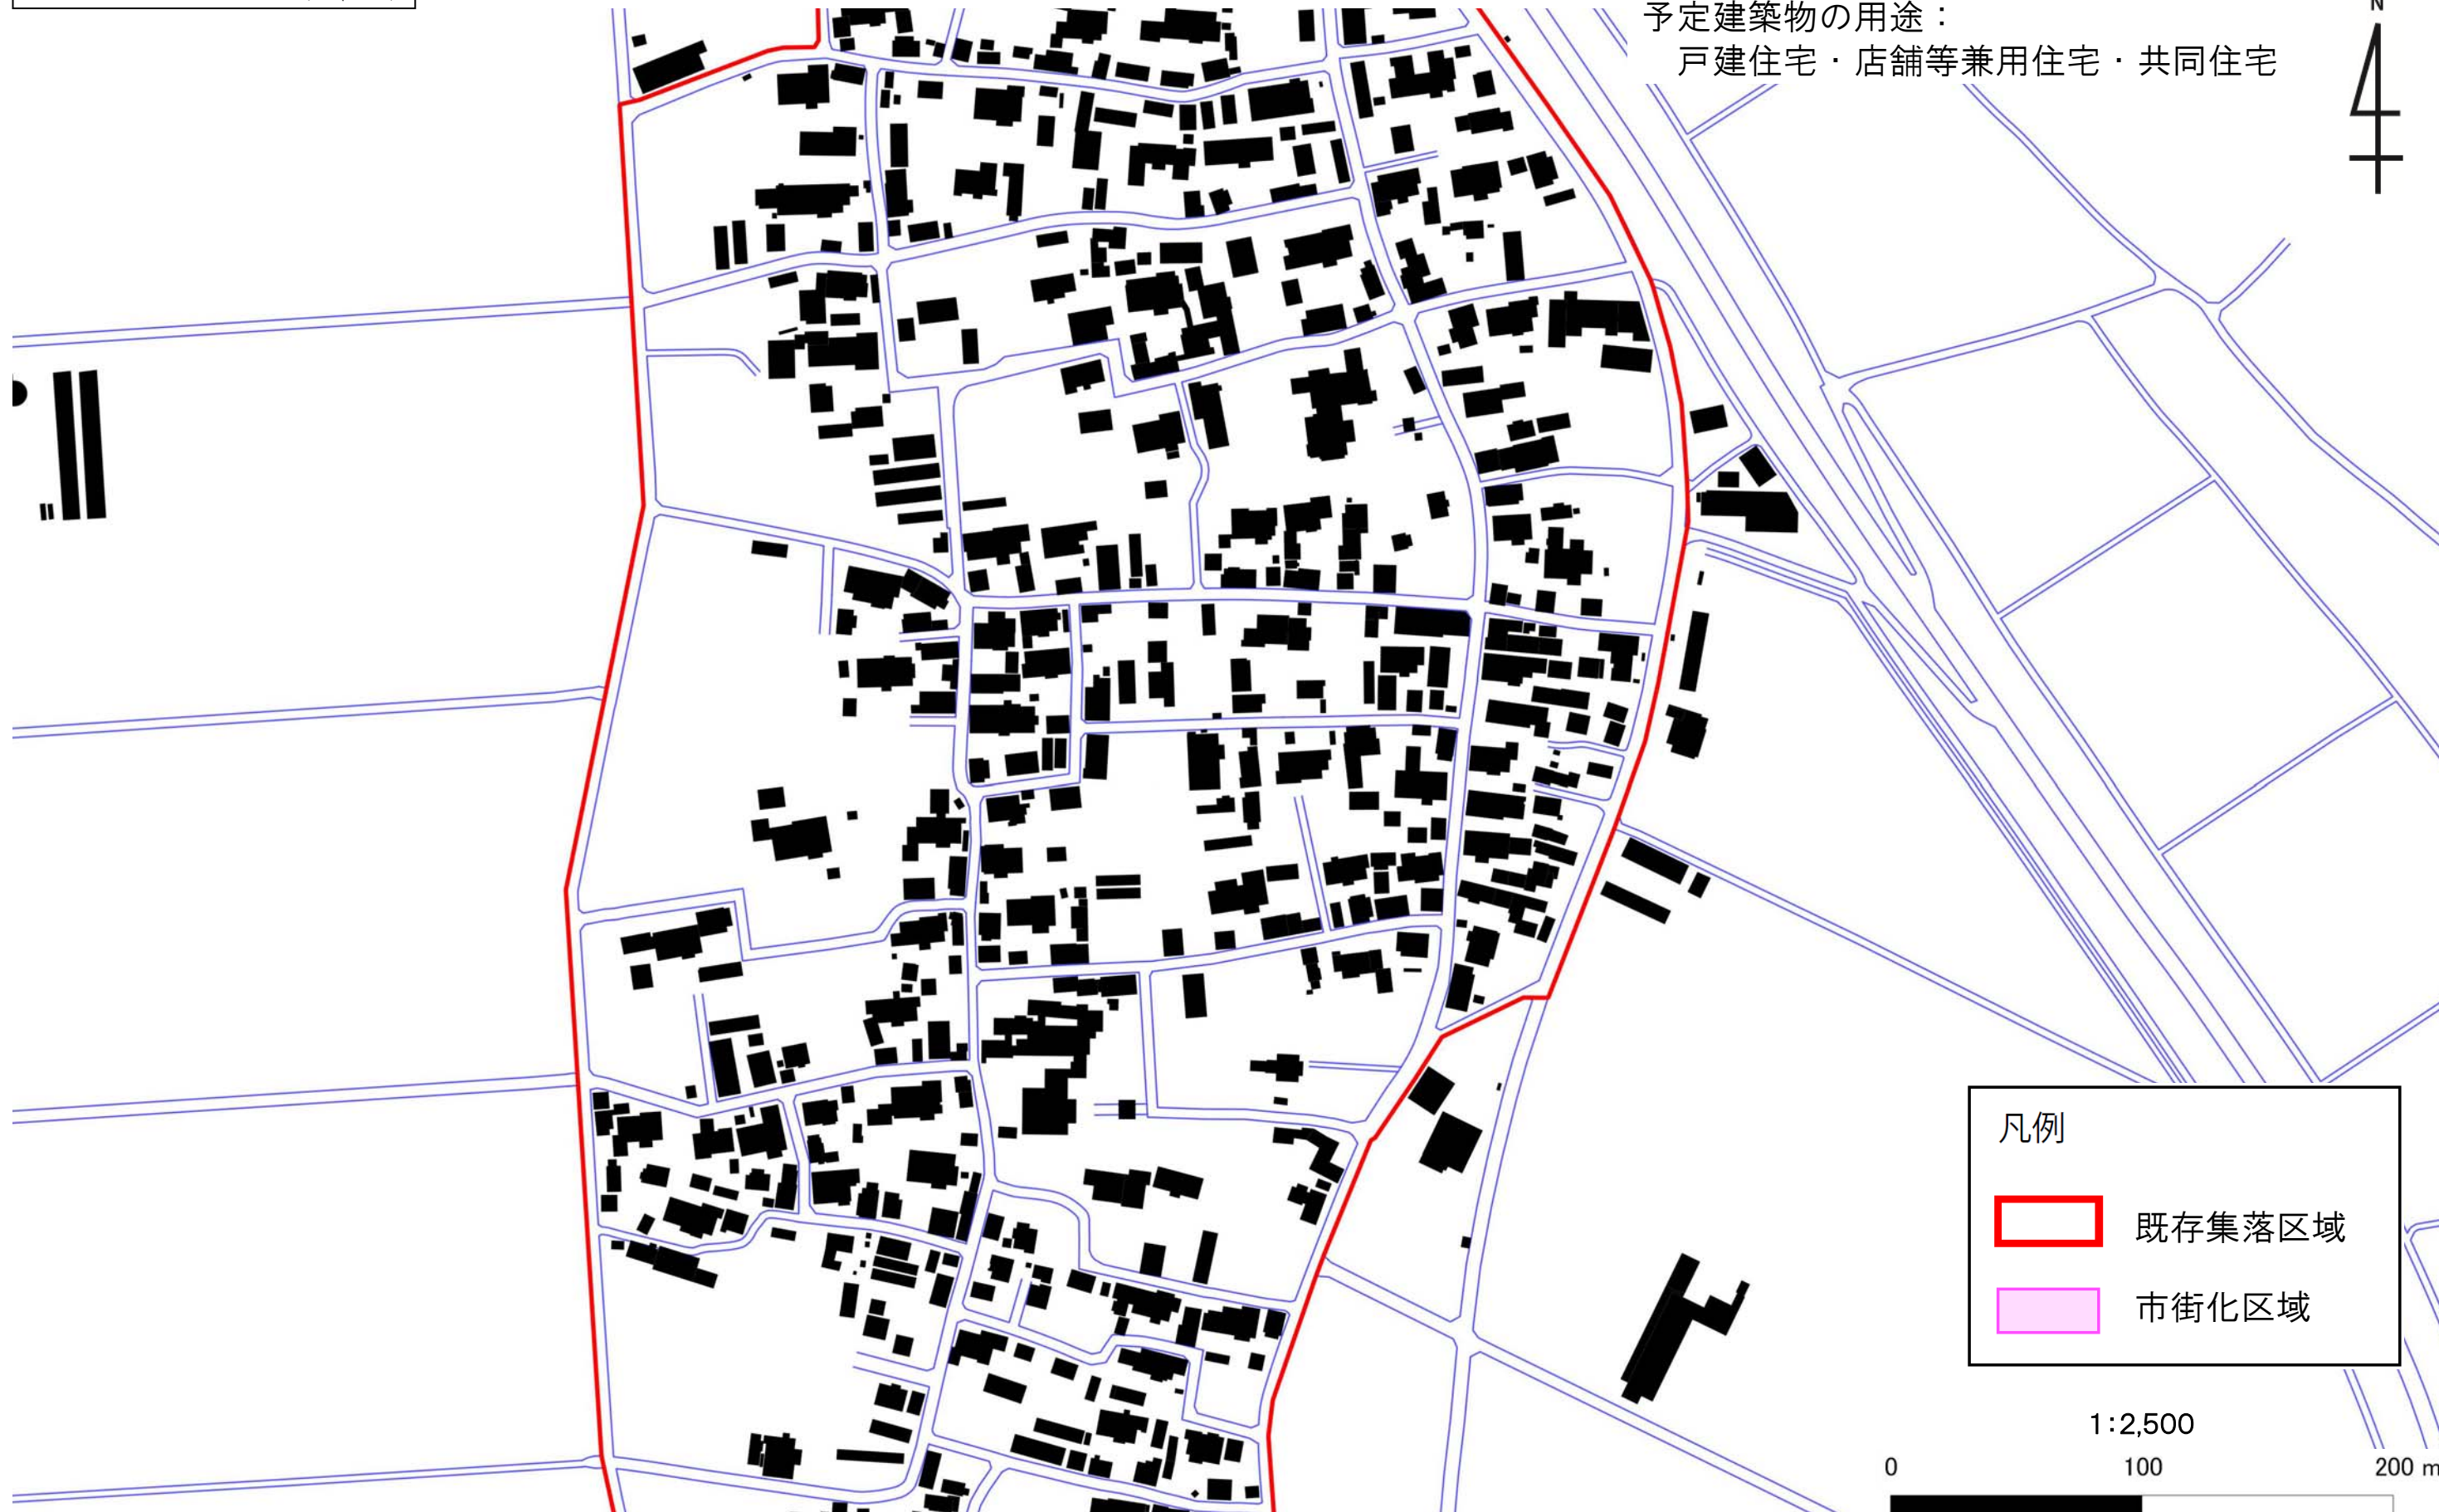 予定建築物の用途：
戸建住宅・店舗等兼用住宅・共同住宅
N
凡例
既存集落区域
市街化区域
1:2,500
0 100 200 m